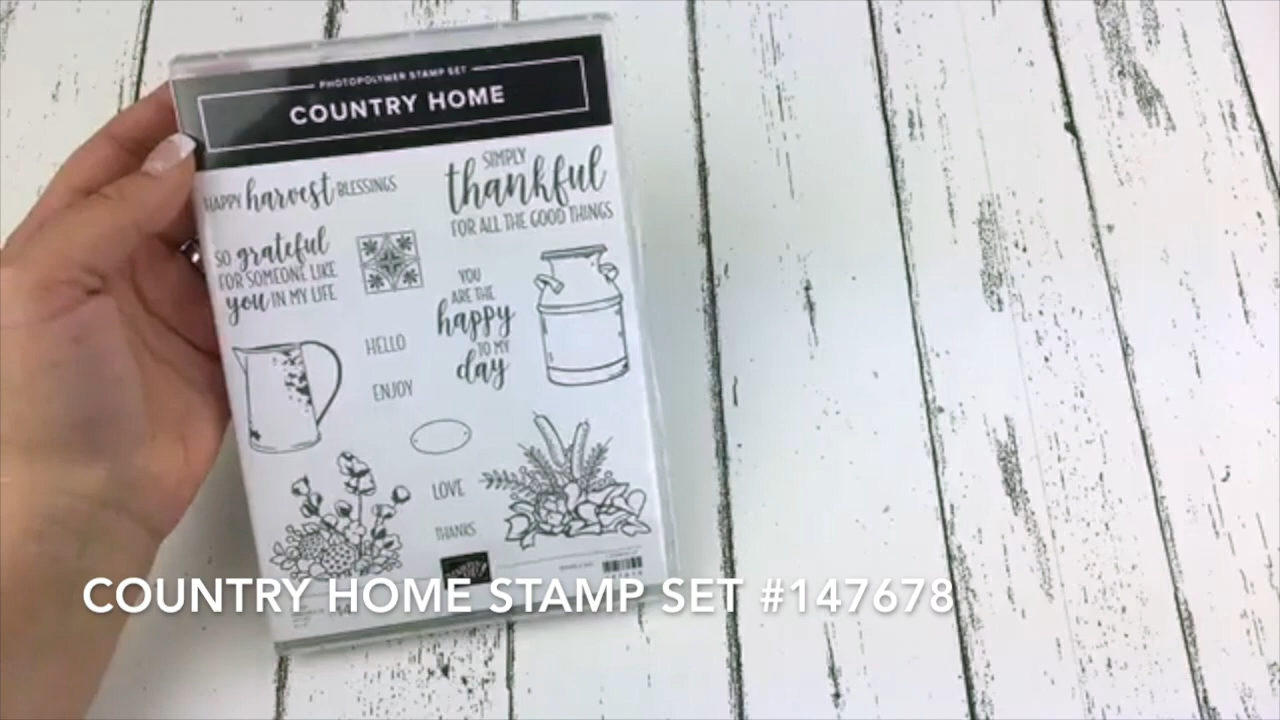 PHOTOPOLYMER STAMP SET
COUNTRY HOME
HAPPY harvest BLESSINGS
SIMPLY
thankful
FOR ALL THE GOOD THINGS
SO grateful
FOR SOMEONE LIKE
you IN MY LIFE
YOU
ARE THE
happy
TO MY
day
HELLO
ENJOY
LOVE
THANKS
COUNTRY HOME STAMP SET #147678